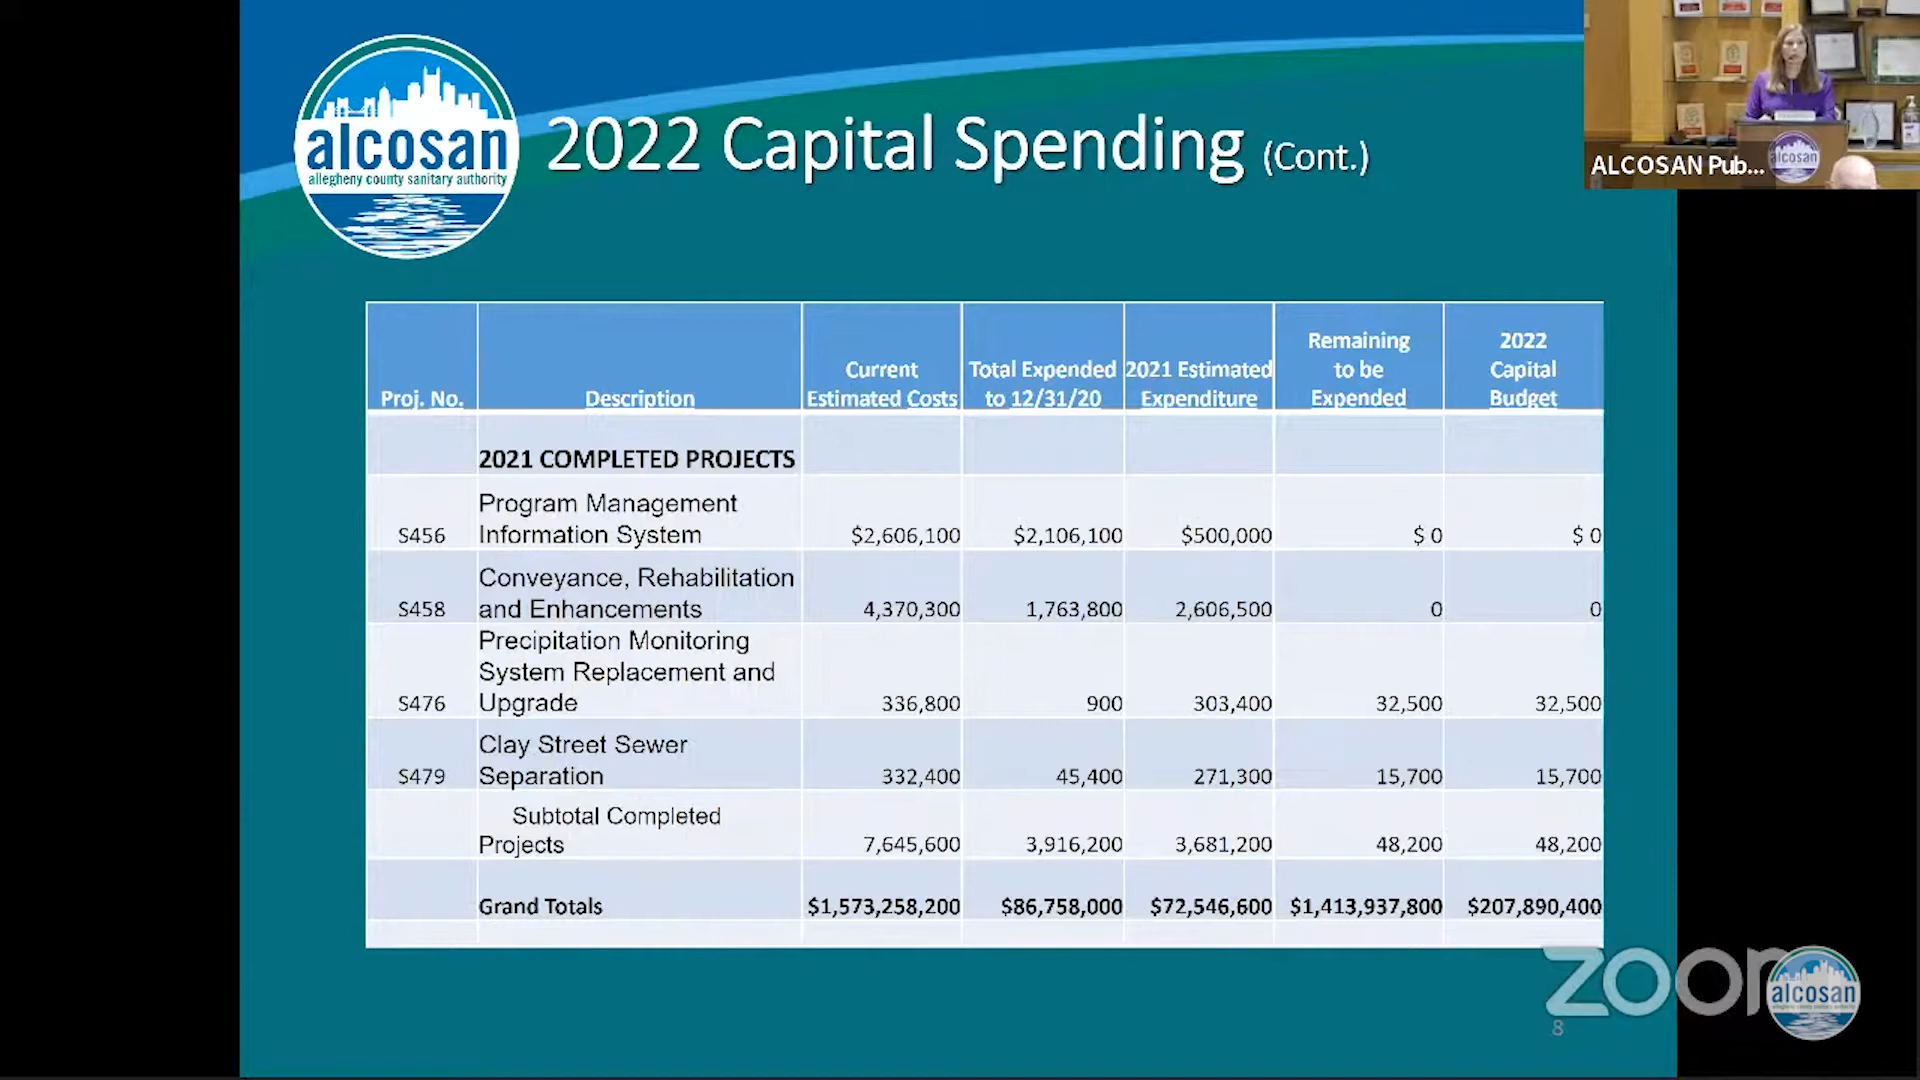 alcosan
allegheny county sanitary authority
2022 Capital Spending (Cont.)
ALCOSAN Pub...
alcosan
Proj. No.
Description
Current
Estimated Costs
Total Expended
to 12/31/20
2021 Estimated
Expenditure
Remaining
to be
Expended
2022
Capital
Budget
2021 COMPLETED PROJECTS
Program Management
Information System
S456 $2,606,100 $2,106,100 $500,000 $ 0 $ 0
Conveyance, Rehabilitation
and Enhancements
S458 4,370,300 1,763,800 2,606,500 0 0
Precipitation Monitoring
System Replacement and
Upgrade
S476 336,800 900 303,400 32,500 32,500
Clay Street Sewer
Separation
S479 332,400 45,400 271,300 15,700 15,700
Subtotal Completed
Projects 7,645,600 3,916,200 3,681,200 48,200 48,200
Grand Totals $1,573,258,200 $86,758,000 $72,546,600 $1,413,937,800 $207,890,400
zoom
alcosan
allegheny county sanitary authority
8